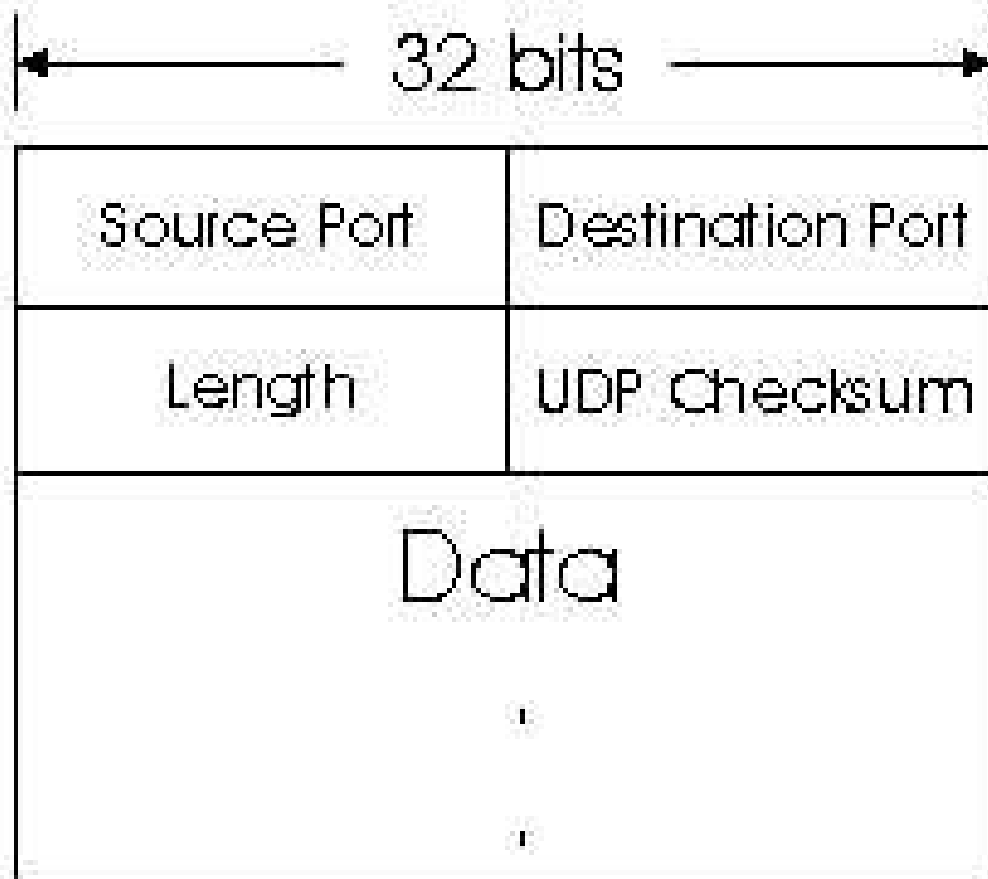 32 bits
Source Port Destination Port
Length UDP Checksum
Data